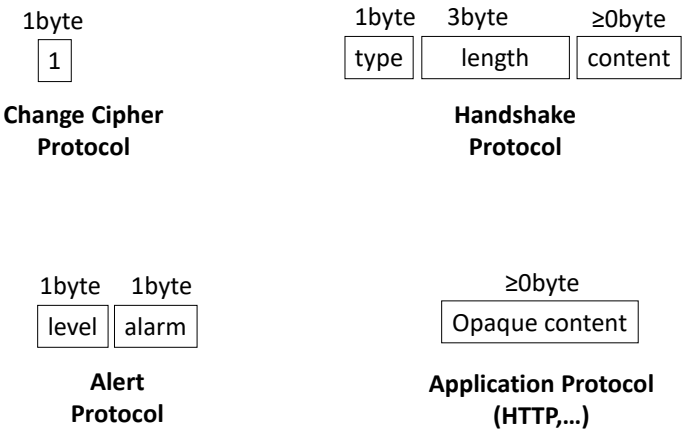 1byte
1
Change Cipher
Protocol
1byte 3byte ≥0byte
type length content
Handshake
Protocol
1byte 1byte
level alarm
Alert
Protocol
≥0byte
Opaque content
Application Protocol
(HTTP,...)